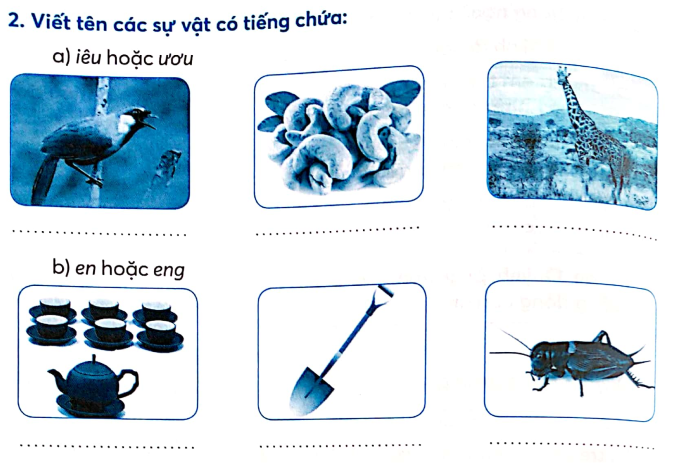 2. Viết tên các sự vật có tiếng chứa:
a) iêu hoặc ươu
b) en hoặc eng